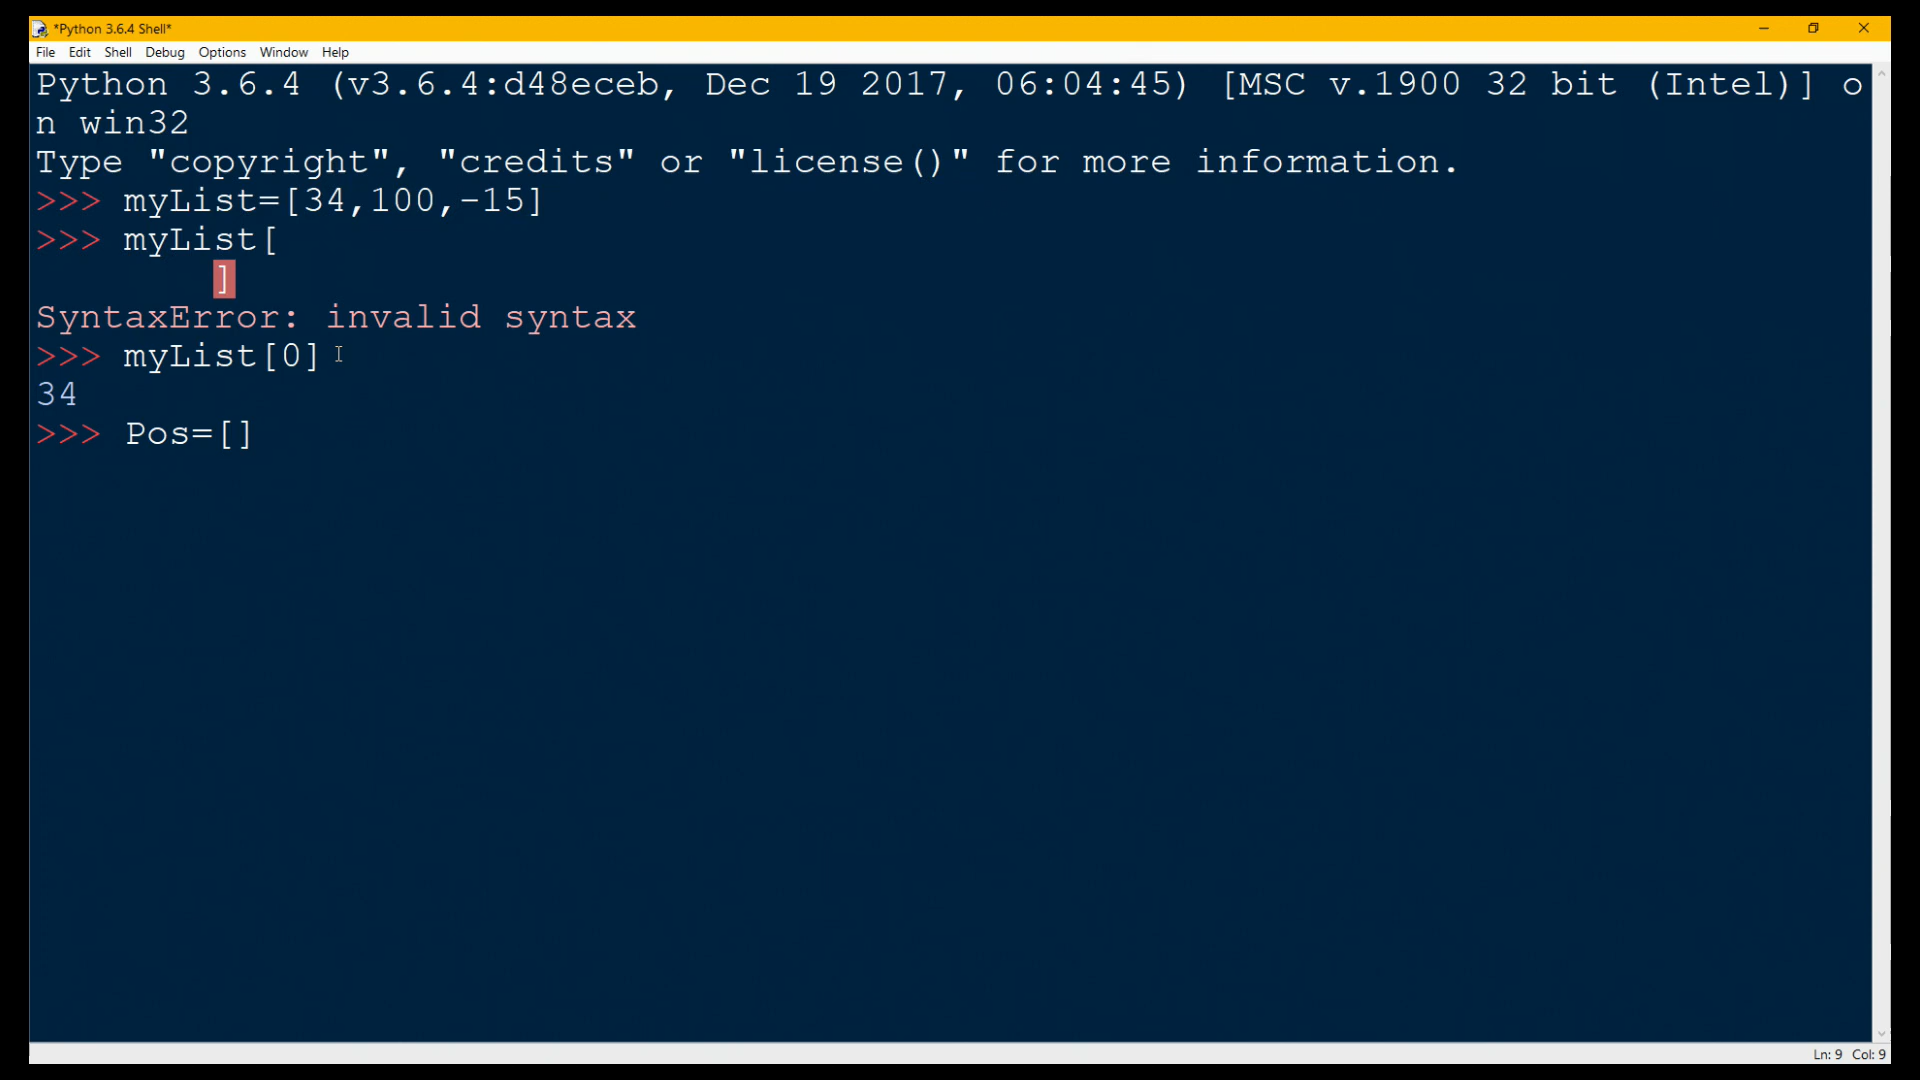 *Python 3.6.4 Shell*
File Edit Shell Debug Options Window Help
Python 3.6.4 (v3.6.4:d48eceb, Dec 19 2017, 06:04:45) [MSC v.1900 32 bit (Intel)] o
n win32
Type "copyright", "credits" or "license()" for more information.
>>> myList=[34,100,-15]
>>> myList[
]
SyntaxError: invalid syntax
>>> myList[0]
34
>>> Pos=[]
Ln: 9 Col: 9